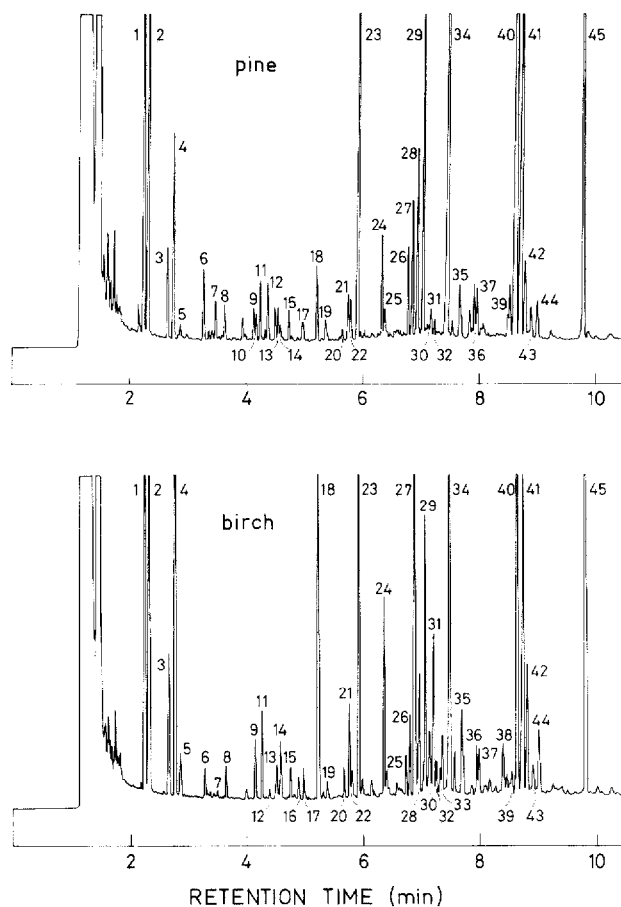 1 2 23 29 34 40 41 45
pine
4
28
27
3 24 42
6 18 26
11 12 21 35 37
7 8 9 15 17 19 25 31 39 44
5
10 13 14 20 22 30 32 36 43
2 4 6 8 10
1 2 4 18 23 27 34 40 41 45
birch
29
24
3 31
21 42
11 26 35
9 14 36 38 44
5 6 8 13 15 25 37
7 19
12 16 17 20 22 28 30 32 33 39 43
2 4 6 8 10
RETENTION TIME (min)